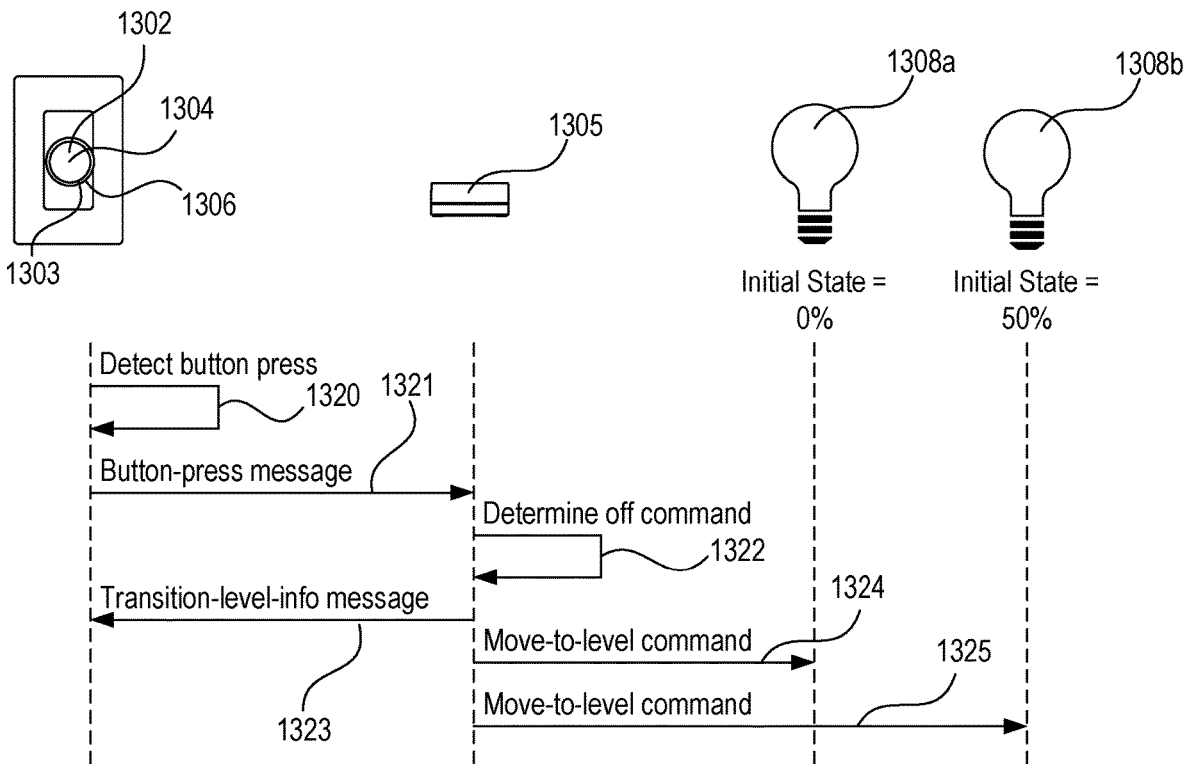 1302
1304
1306
1303
1305
1308a
1308b
Initial State =
0%
Initial State =
50%
Detect button press
1320
1321
Button-press message
Determine off command
1322
Transition-level-info message
1323
1324
Move-to-level command
1325
Move-to-level command